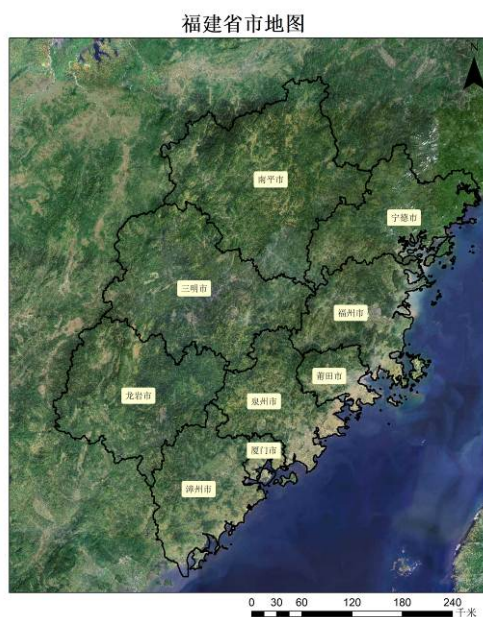 福建省市地图
N
南平市
宁德市
三明市
福州市
莆田市
龙岩市
泉州市
厦门市
漳州市
0 30 60 120 180 240
千米